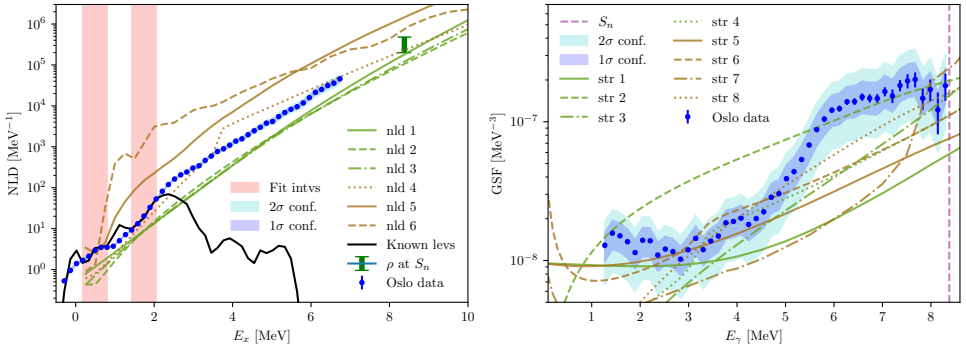 10⁶
10⁵
10⁴
10³
10²
10¹
10⁰
NLD [MeV⁻¹]
0 2 4 6 8 10
Eₓ [MeV]
Fit intvs
2σ conf.
1σ conf.
nld 1
nld 2
nld 3
nld 4
nld 5
nld 6
Known levs
ρ at Sₙ
Oslo data
10⁻⁷
10⁻⁸
GSF [MeV⁻³]
1 2 3 4 5 6 7 8
Eᵧ [MeV]
Sₙ
2σ conf.
1σ conf.
str 1
str 2
str 3
str 4
str 5
str 6
str 7
str 8
Oslo data